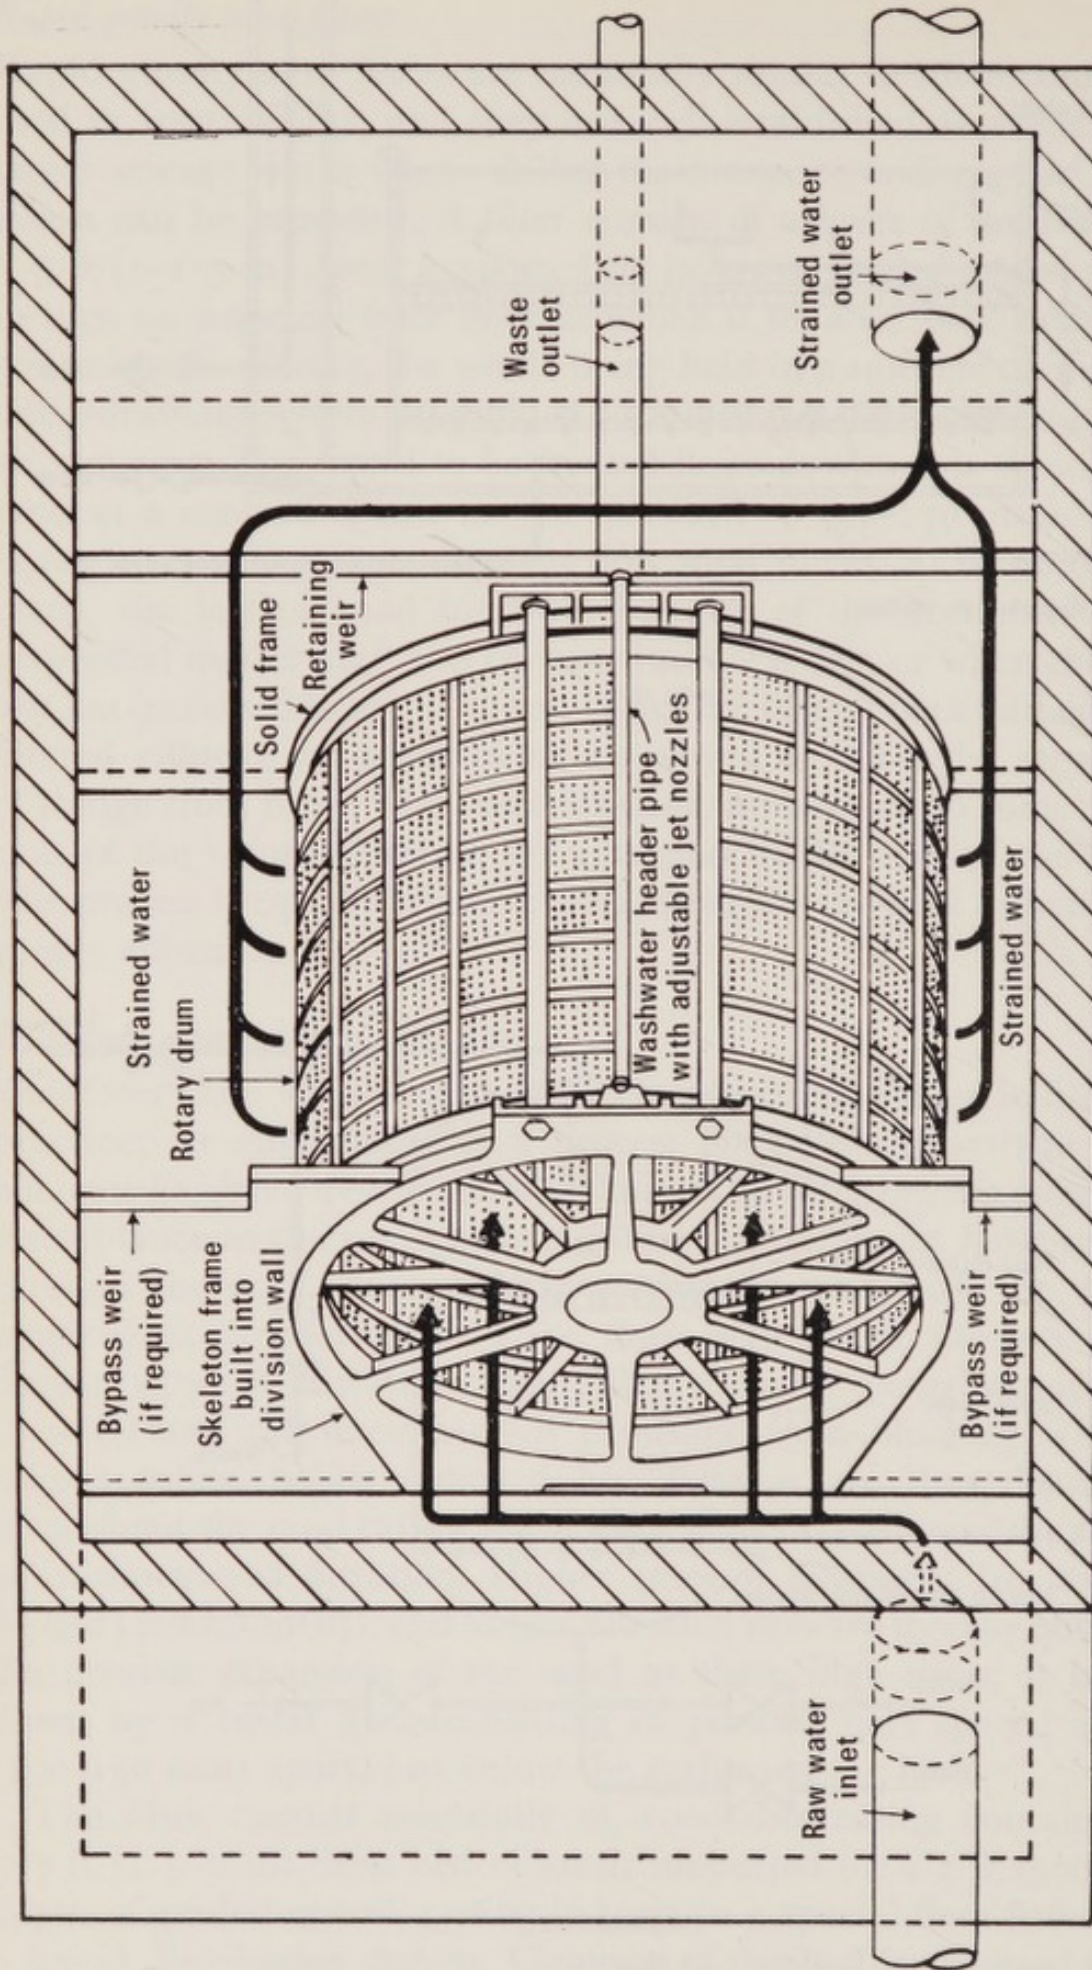 Bypass weir
(if required)
Strained water
Skeleton frame
built into
division wall
Rotary drum
Solid frame
Retaining
weir
Waste
outlet
Washwater header pipe
with adjustable jet nozzles
Raw water
inlet
Strained water
outlet
Bypass weir
(if required)
Strained water